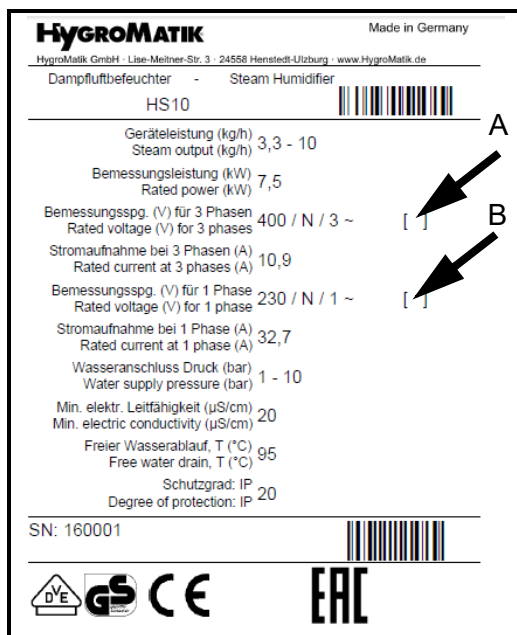 HYGROMATIK
Made in Germany
HygroMatik GmbH · Lise-Meitner-Str. 3 · 24558 Henstedt-Ulzburg · www.HygroMatik.de
Dampfluftbefeuchter - Steam Humidifier
HS10
A
Geräteleistung (kg/h)
Steam output (kg/h) 3,3 - 10
Bemessungsleistung (kW)
Rated power (kW) 7,5
B
Bemessungsspg. (V) für 3 Phasen
Rated voltage (V) for 3 phases 400 / N / 3 ~ [ ]
Stromaufnahme bei 3 Phasen (A)
Rated current at 3 phases (A) 10,9
Bemessungsspg. (V) für 1 Phase
Rated voltage (V) for 1 phase 230 / N / 1 ~ [ ]
Stromaufnahme bei 1 Phase (A)
Rated current at 1 phase (A) 32,7
Wasseranschluss Druck (bar)
Water supply pressure (bar) 1 - 10
Min. elektr. Leitfähigkeit (µS/cm)
Min. electric conductivity (µS/cm) 20
Freier Wasserablauf, T (°C)
Free water drain, T (°C) 95
Schutzgrad: IP
Degree of protection: IP 20
SN: 160001
DVE GS CE EAC